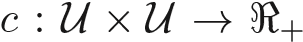 c : 𝒰 × 𝒰 → ℜ₊